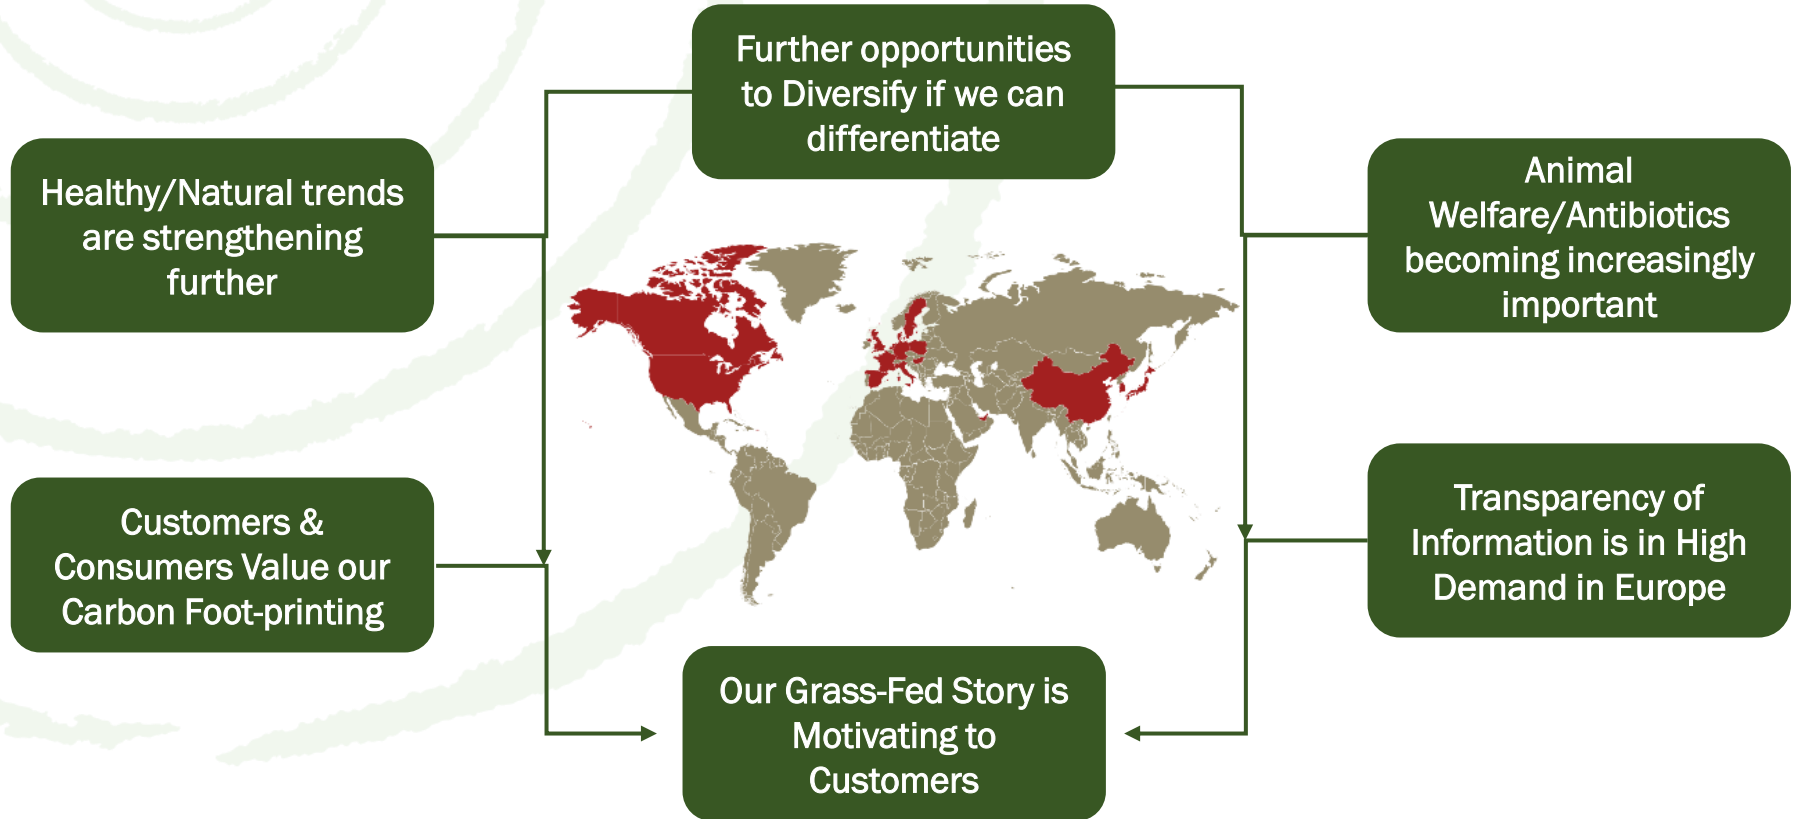 Further opportunities
to Diversify if we can
differentiate
Healthy/Natural trends
are strengthening
further
Animal
Welfare/Antibiotics
becoming increasingly
important
Customers &
Consumers Value our
Carbon Foot-printing
Transparency of
Information is in High
Demand in Europe
Our Grass-Fed Story is
Motivating to
Customers